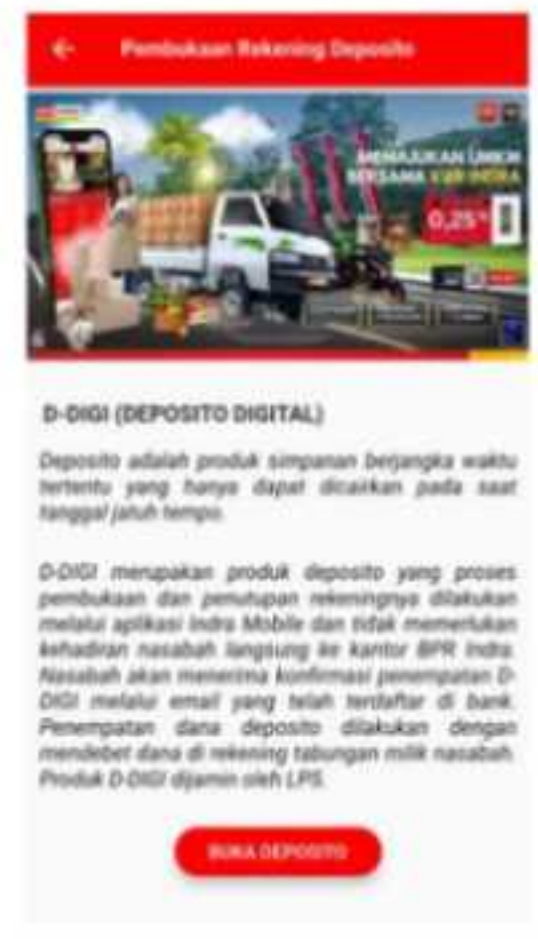 Pembukaan Rekening Deposito
MEMAJUKAN UMKM
BERSAMA KUR INDRA
0,25%
D-DIGI (DEPOSITO DIGITAL)
Deposito adalah produk simpanan berjangka waktu
tertentu yang hanya dapat dicairkan pada saat
tanggal jatuh tempo.
D-DIGI merupakan produk deposito yang proses
pembukaan dan penutupan rekeningnya dilakukan
melalui aplikasi Indra Mobile dan tidak memerlukan
kehadiran nasabah langsung ke kantor BPR Indra.
Nasabah akan menerima konfirmasi penempatan D-
DIGI melalui email yang telah terdaftar di bank.
Penempatan dana deposito dilakukan dengan
mendebet dana di rekening tabungan milik nasabah.
Produk D-DIGI dijamin oleh LPS.
BUKA DEPOSITO